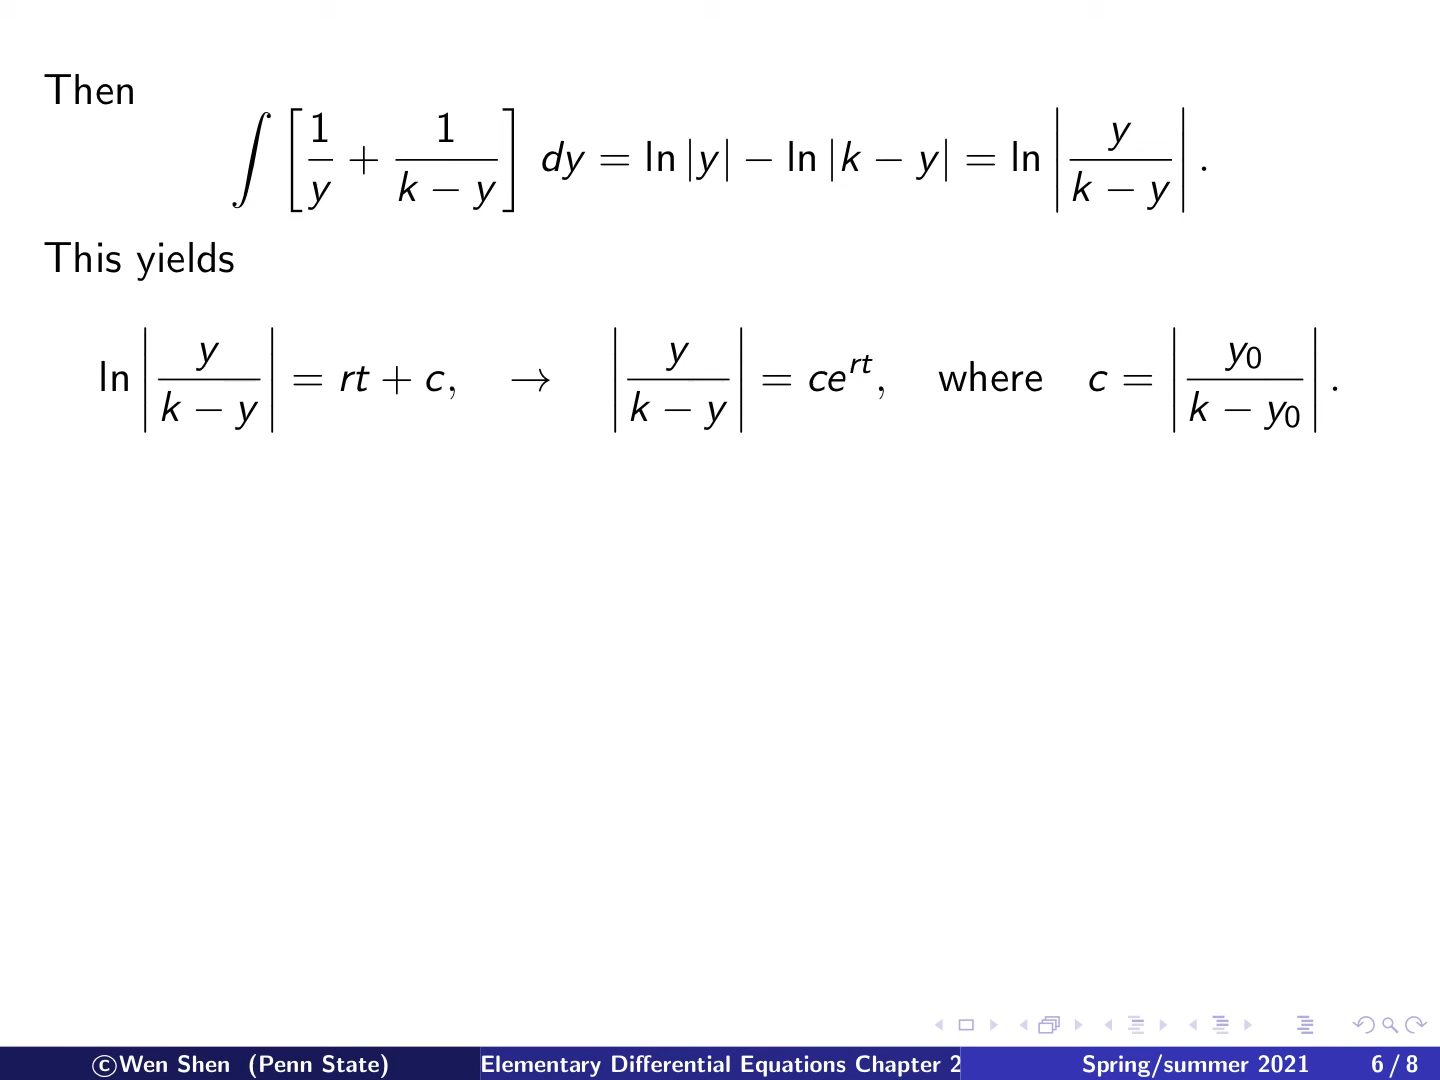 Then
∫ [ 1/y + 1/(k − y) ] dy = ln |y| − ln |k − y| = ln | y/(k − y) | .
This yields
ln | y/(k − y) | = rt + c, → | y/(k − y) | = ce^{rt}, where c = | y₀/(k − y₀) | .
©Wen Shen (Penn State) Elementary Differential Equations Chapter 2 Spring/summer 2021 6 / 8